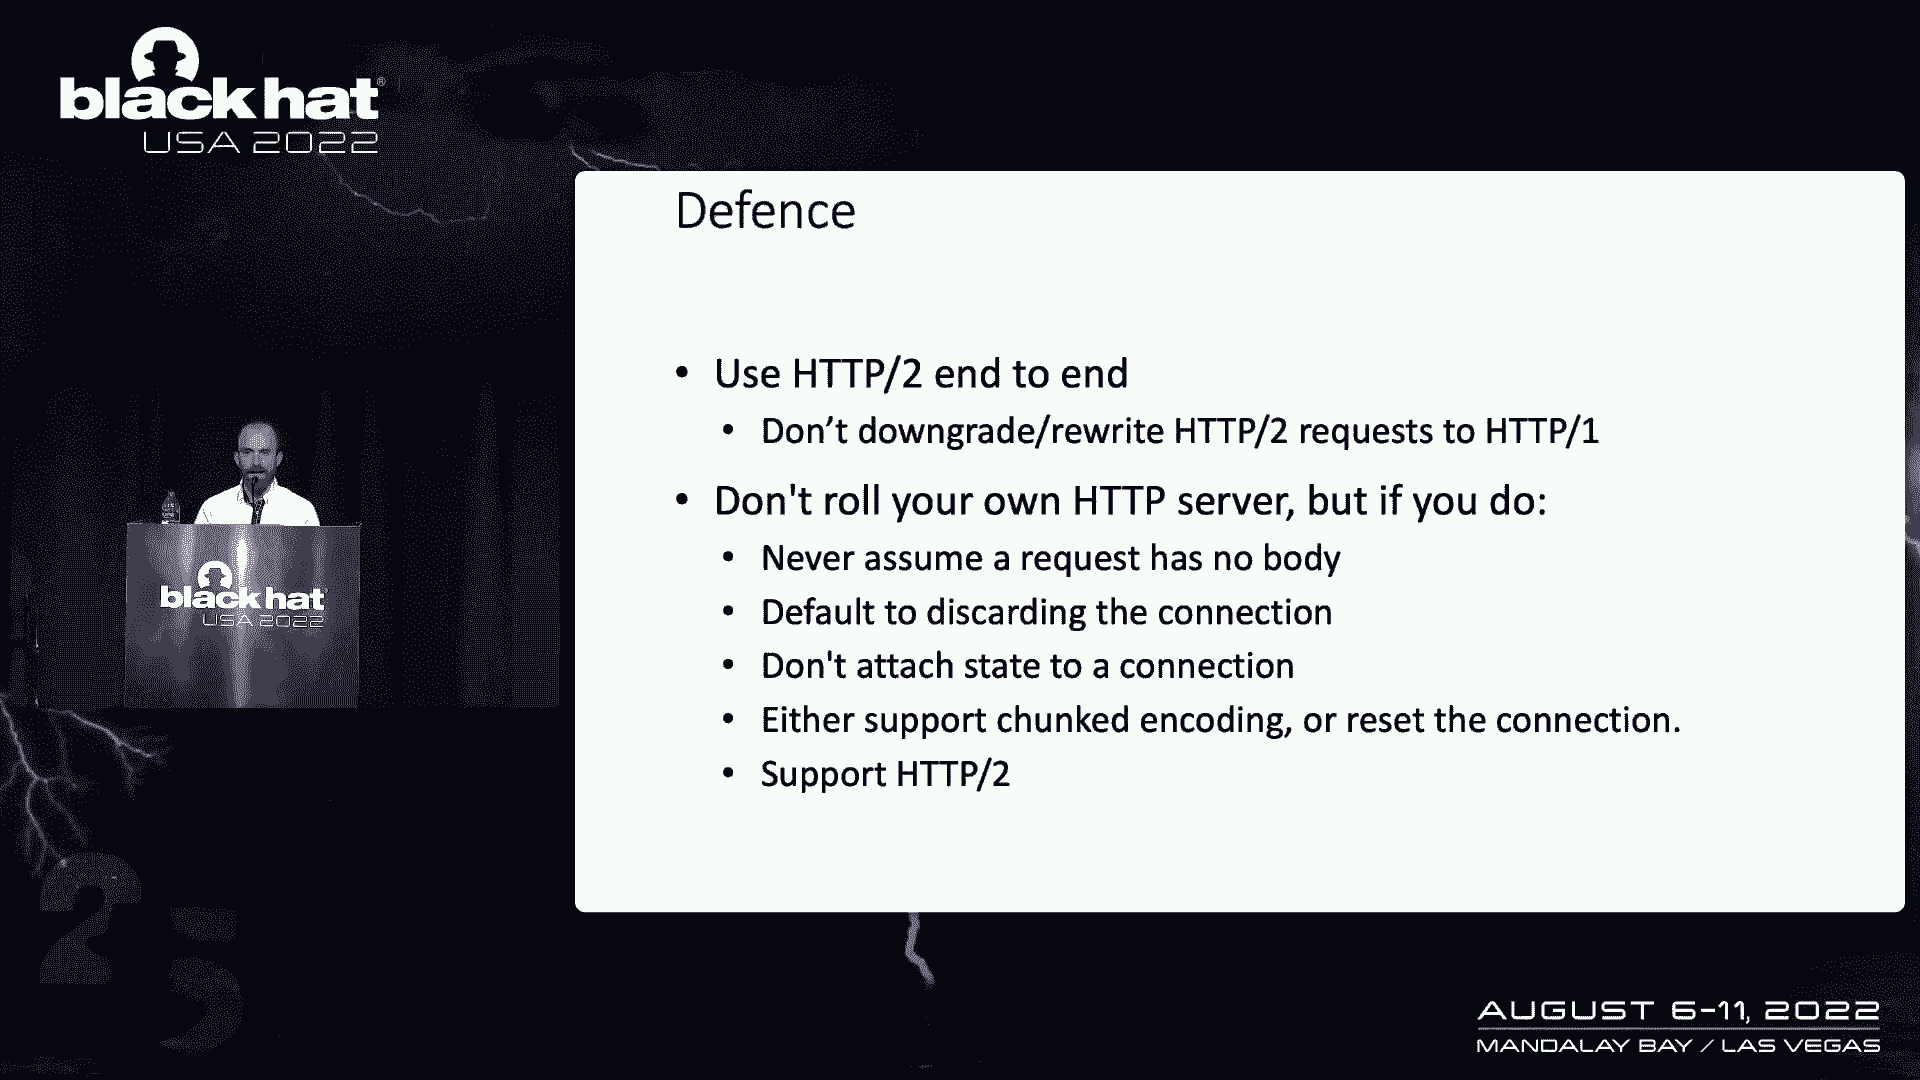 black hat®
USA 2022
Defence
• Use HTTP/2 end to end
• Don’t downgrade/rewrite HTTP/2 requests to HTTP/1
• Don't roll your own HTTP server, but if you do:
• Never assume a request has no body
• Default to discarding the connection
• Don't attach state to a connection
• Either support chunked encoding, or reset the connection.
• Support HTTP/2
black hat
USA 2022
25
AUGUST 6-11, 2022
MANDALAY BAY / LAS VEGAS